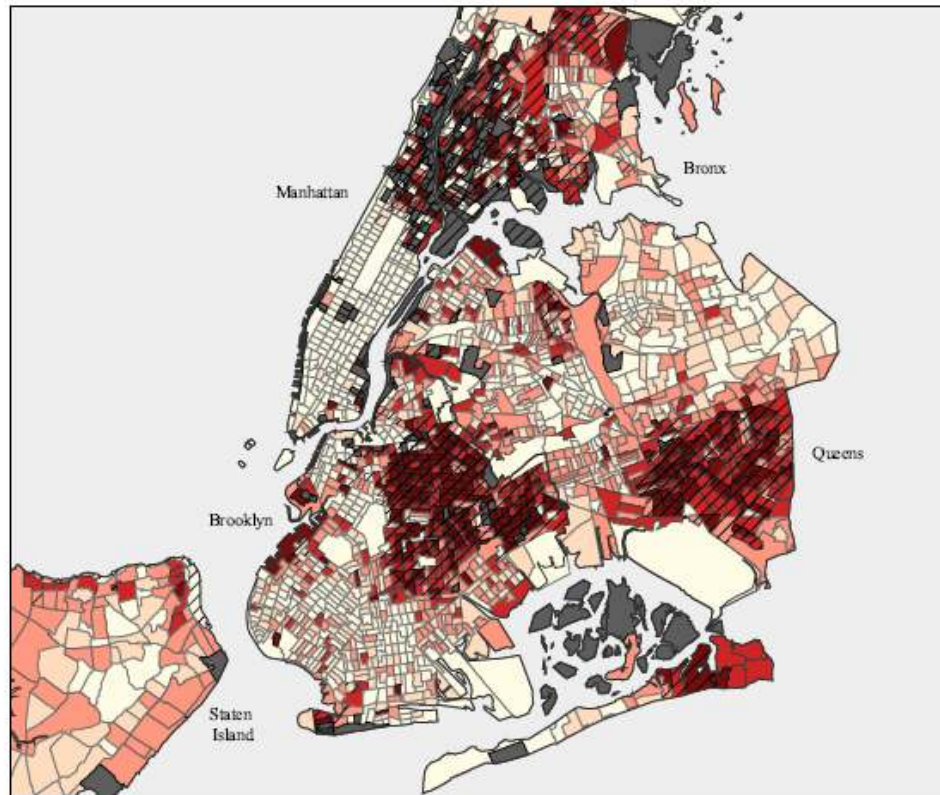 Bronx
Manhattan
Queens
Brooklyn
Staten
Island